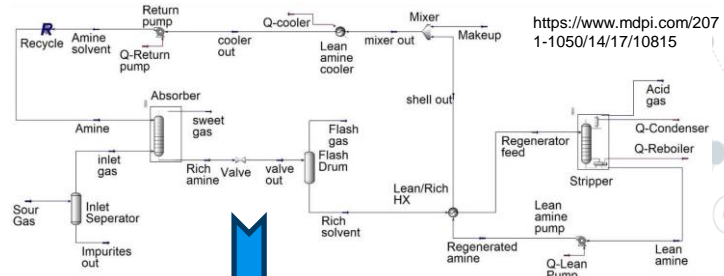 Return
pump
Q-cooler
Mixer
https://www.mdpi.com/207
1-1050/14/17/10815
R
Recycle
Amine
solvent
Q-Return
pump
cooler
out
Lean
amine
cooler
mixer out
Makeup
Absorber
shell out
Acid
gas
Amine
sweet
gas
Flash
gas
Q-Condenser
inlet
gas
Flash
Drum
Regenerator
feed
Q-Reboiler
Rich
amine
Valve
valve
out
Stripper
Lean/Rich
HX
Lean
amine
pump
Sour
Gas
Inlet
Seperator
Rich
solvent
Regenerated
amine
Lean
amine
Impurites
out
Q-Lean
Pump